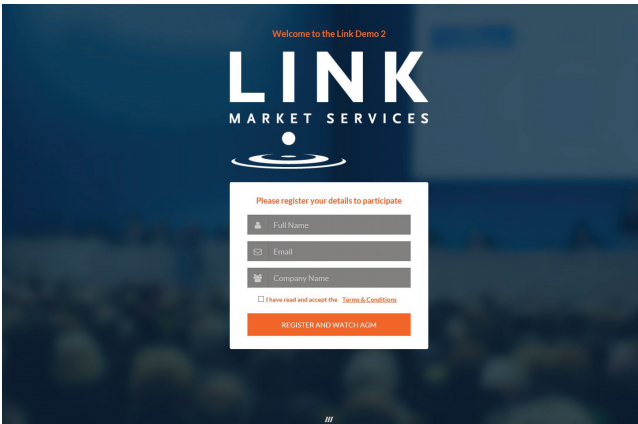 Welcome to the Link Demo 2
LINK
MARKET SERVICES
Please register your details to participate
Full Name
Email
Company Name
I have read and accept the Terms & Conditions
REGISTER AND WATCH AGM